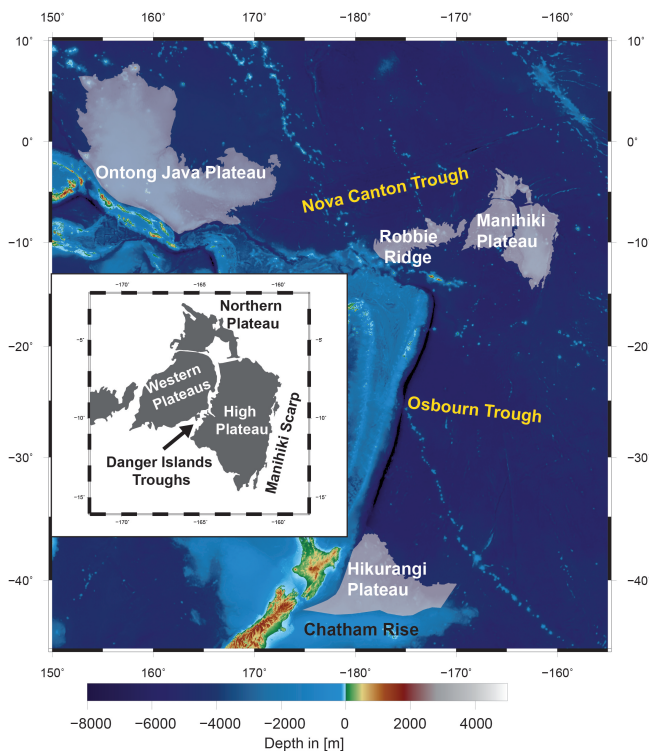 150° 160° 170° −180° −170° −160°
10° 10°
0° 0°
Ontong Java Plateau
Nova Canton Trough
Manihiki
Plateau
Robbie
Ridge
−10° −10°
−170° −165° −160°
Northern
Plateau
−5° −5°
Western
Plateaus
High
Plateau
−10° −10°
Manihiki Scarp
Danger Islands
Troughs
−15° −15°
−170° −165° −160°
−20° −20°
Osbourn Trough
−30° −30°
Hikurangi
Plateau
−40° −40°
Chatham Rise
150° 160° 170° −180° −170° −160°
−8000 −6000 −4000 −2000 0 2000 4000
Depth in [m]